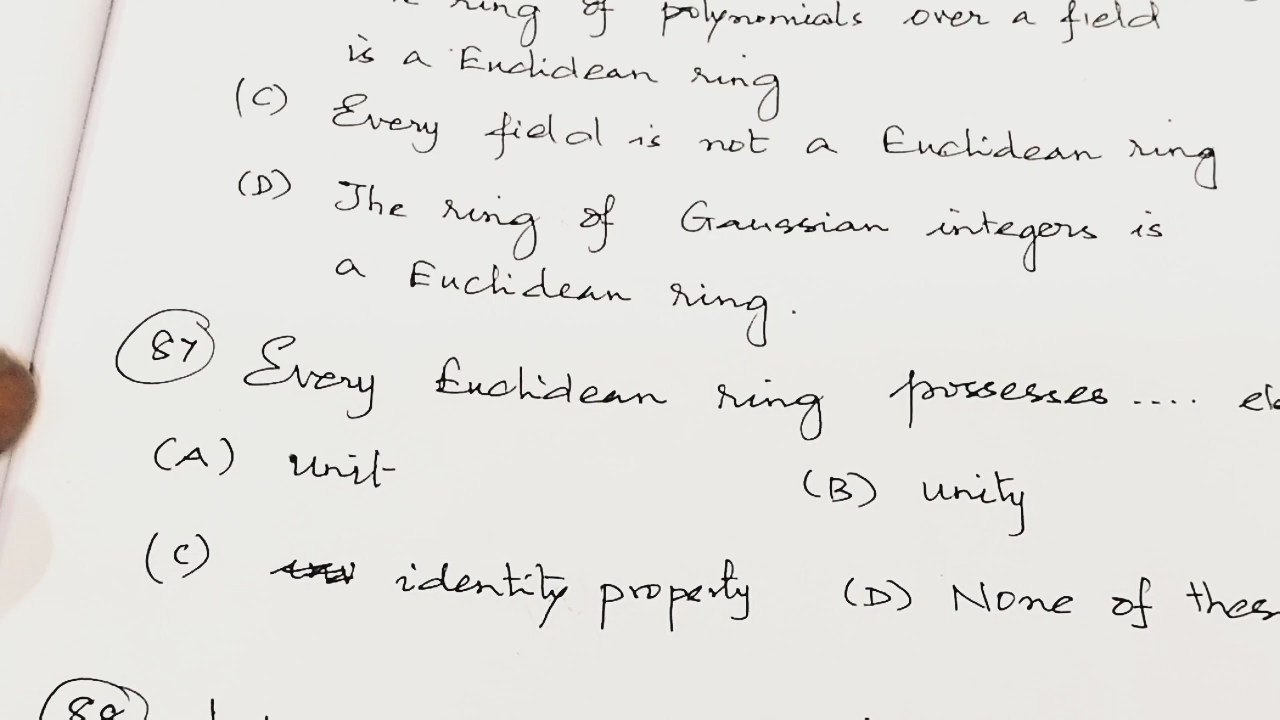 ring of polynomials over a field
is a Euclidean ring
(C) Every field is not a Euclidean ring
(D) The ring of Gaussian integers is
a Euclidean ring.
87 Every Euclidean ring possesses ....
(A) unit (B) unity
(C) identity property (D) None of thes